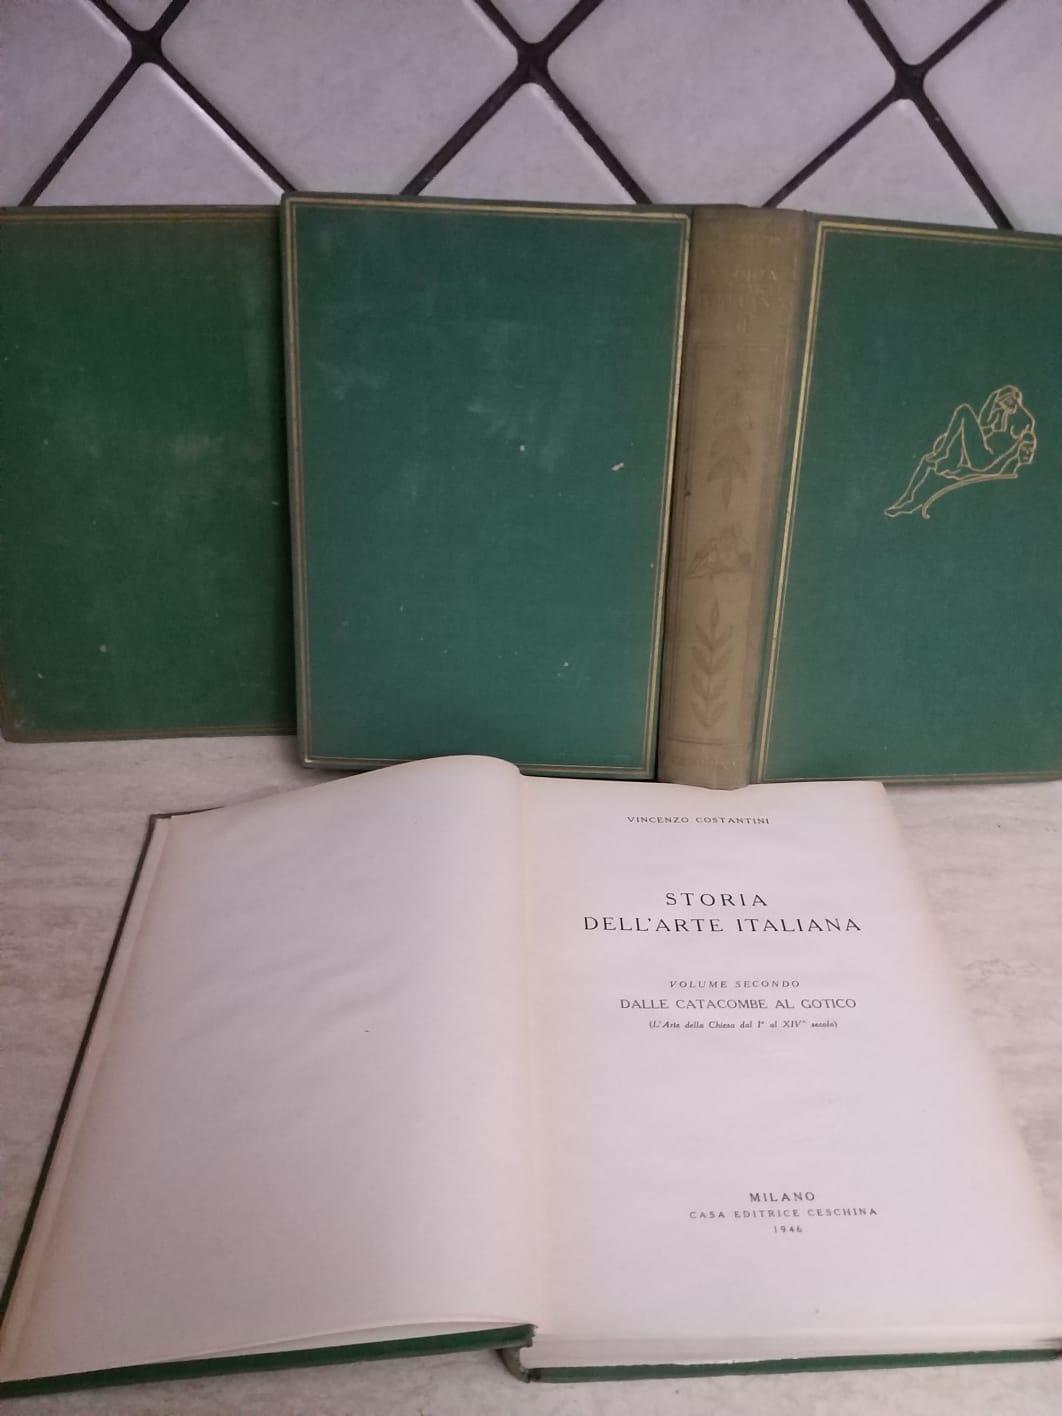 VINCENZO COSTANTINI
STORIA
DELL'ARTE ITALIANA
VOLUME SECONDO
DALLE CATACOMBE AL GOTICO
(L'Arte della Chiesa dal I° al XIV° secolo)
MILANO
CASA EDITRICE CESCHINA
1946